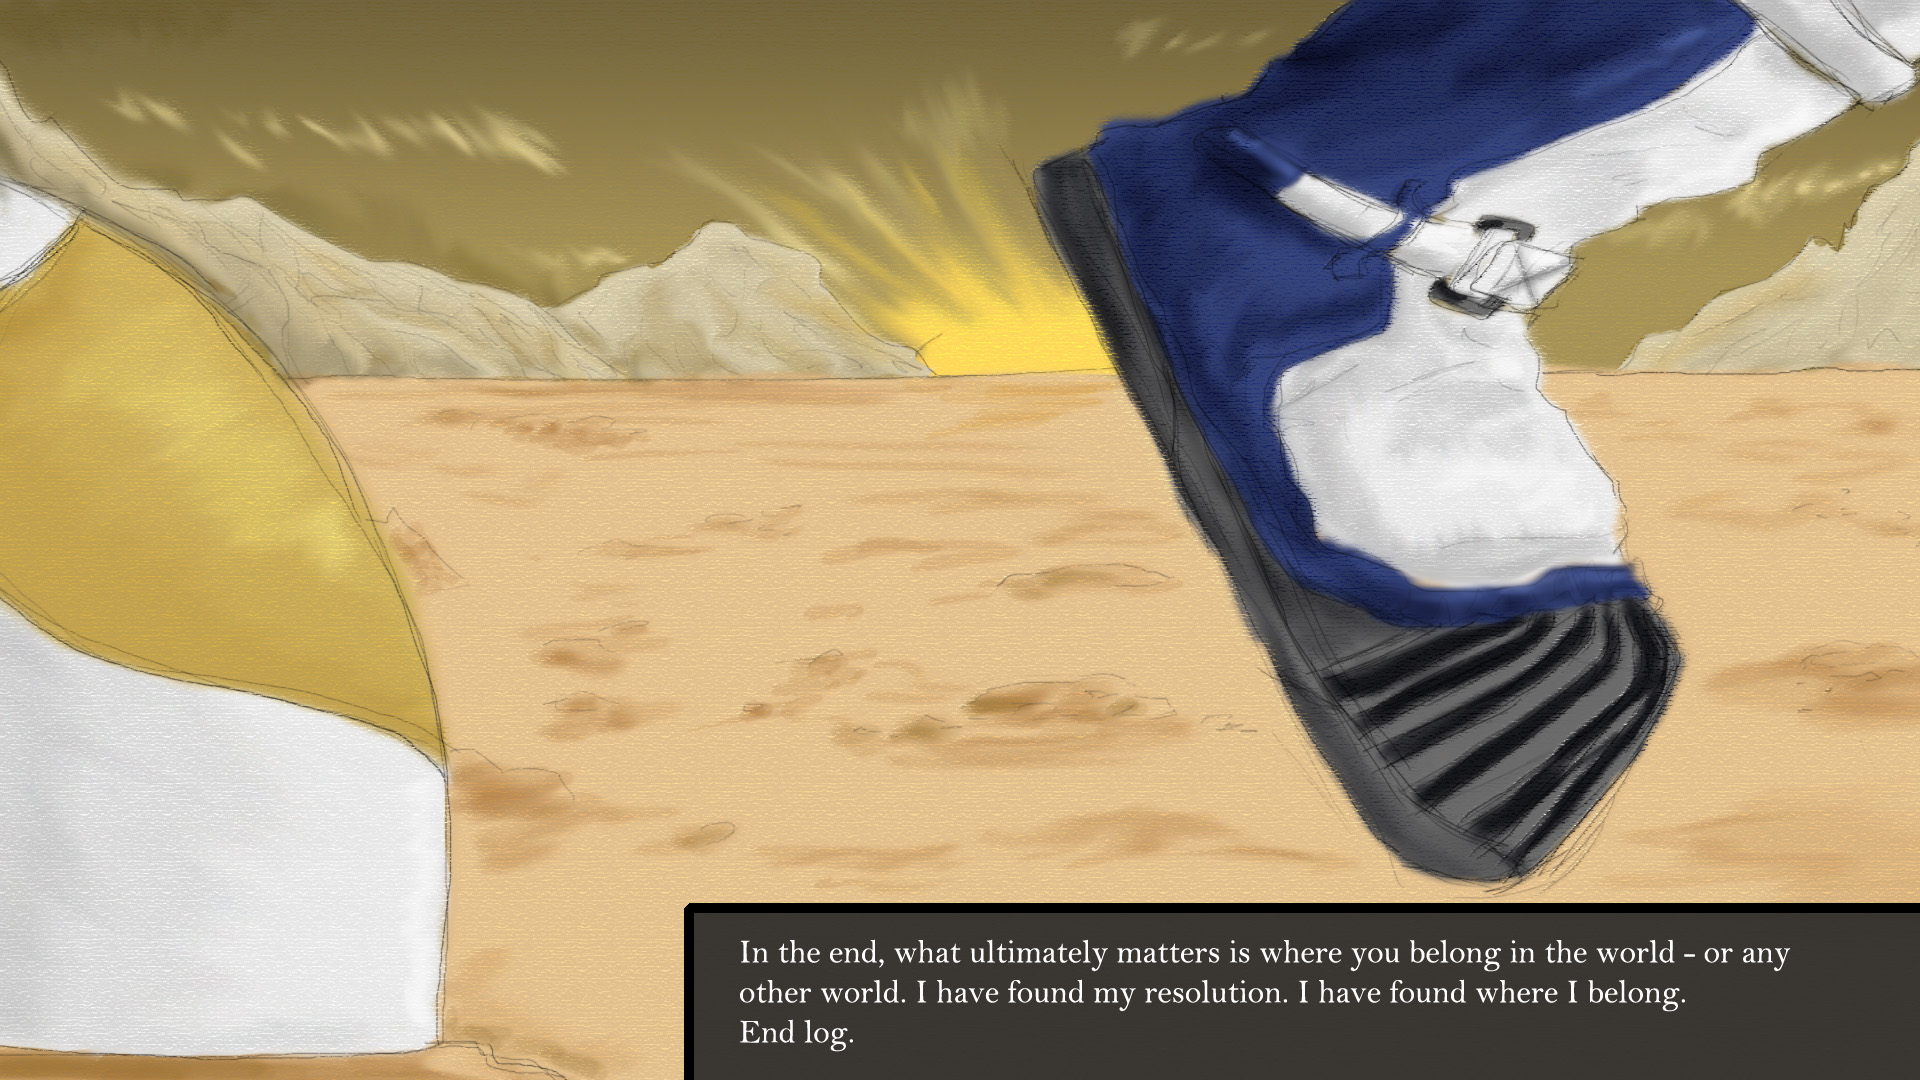 In the end, what ultimately matters is where you belong in the world - or any
other world. I have found my resolution. I have found where I belong.
End log.